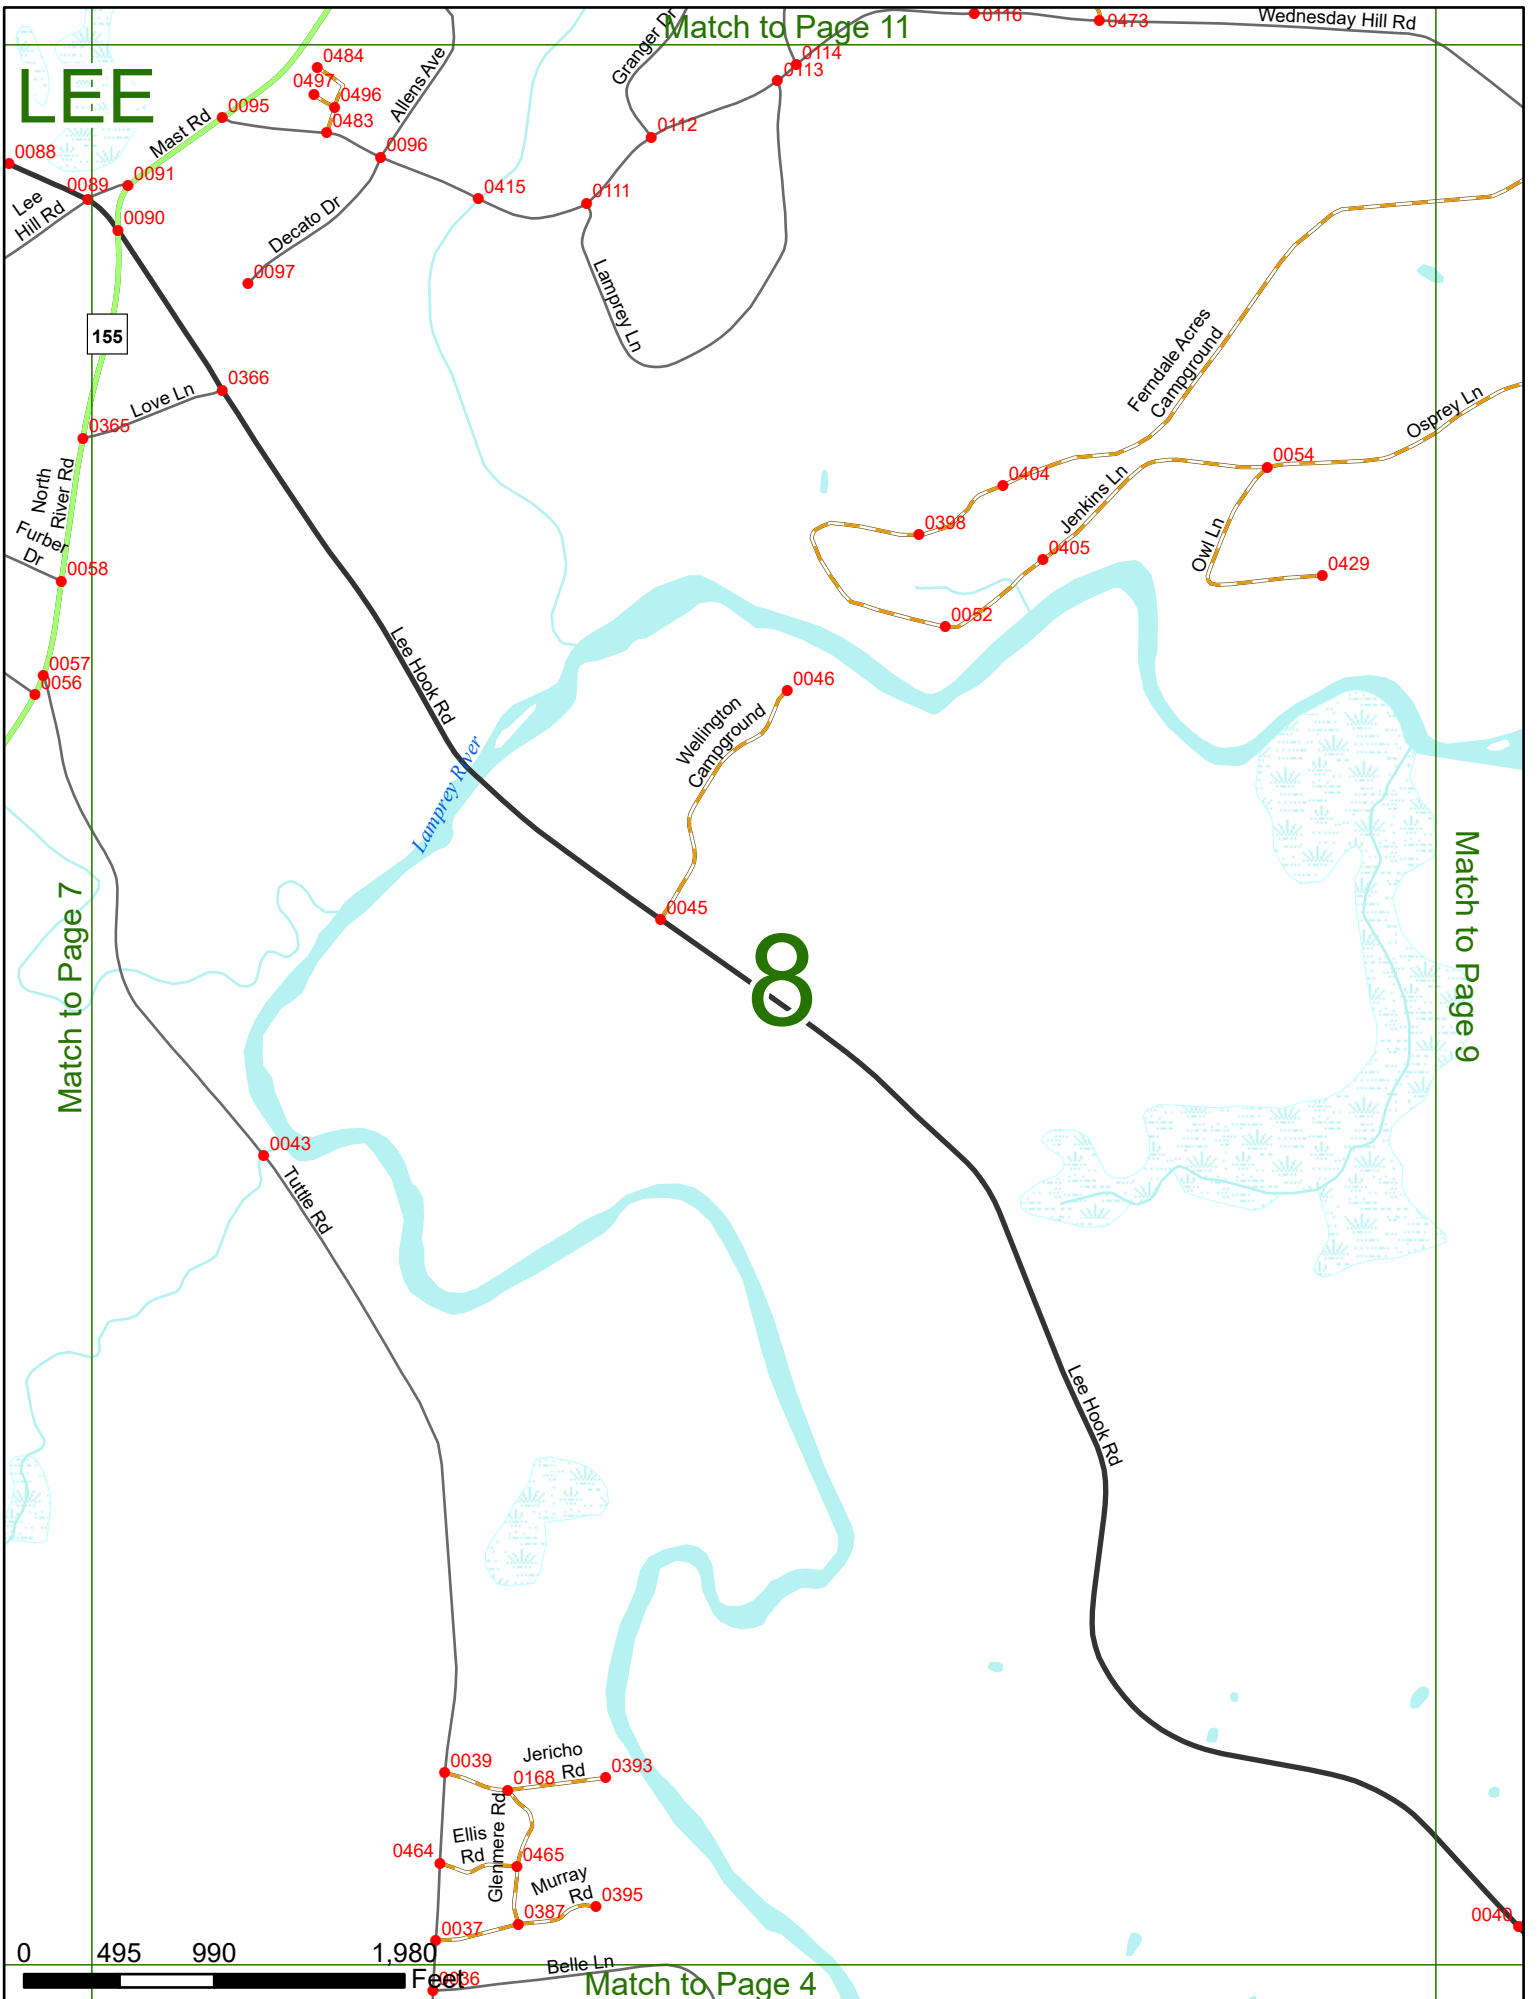 Match to Page 11
LEE
Wednesday Hill Rd
0116
0473
0114
0113
Granger Dr
0484
0497
0496
0483
Allens Ave
0095
Mast Rd
0112
0088
0096
0091
0089
0415
0111
Lee
Hill Rd
0090
Decato Dr
0097
Lamprey Ln
155
0366
Love Ln
0365
Ferndale Acres
Campground
Osprey Ln
0054
0404
North
River Rd
Jenkins Ln
0398
Furber
Dr
0405
Owl Ln
0429
0058
0052
0057
0056
0046
Lee Hook Rd
Wellington
Campground
Lamprey River
0045
8
Match to Page 7
Match to Page 9
0043
Tuttle Rd
Lee Hook Rd
0039
Jericho
Rd
0393
0168
Glenmere Rd
Ellis
Rd
0464
0465
Murray
Rd
0395
0387
0037
0040
0 495 990 1,980
Feet
0036
Belle Ln
Match to Page 4